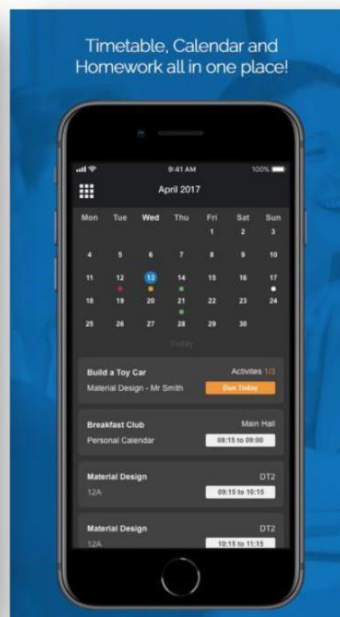 Timetable, Calendar and
Homework all in one place!
9:41 AM 100%
April 2017
Mon Tue Wed Thu Fri Sat Sun
1 2 3
4 5 6 7 8 9 10
11 12 13 14 15 16 17
18 19 20 21 22 23 24
25 26 27 28 29 30
Today
Build a Toy Car Activites 1/3
Material Design - Mr Smith Due Today
Breakfast Club Main Hall
Personal Calendar 08:15 to 09:00
Material Design DT2
12A 09:15 to 10:15
Material Design DT2
12A 10:15 to 11:15